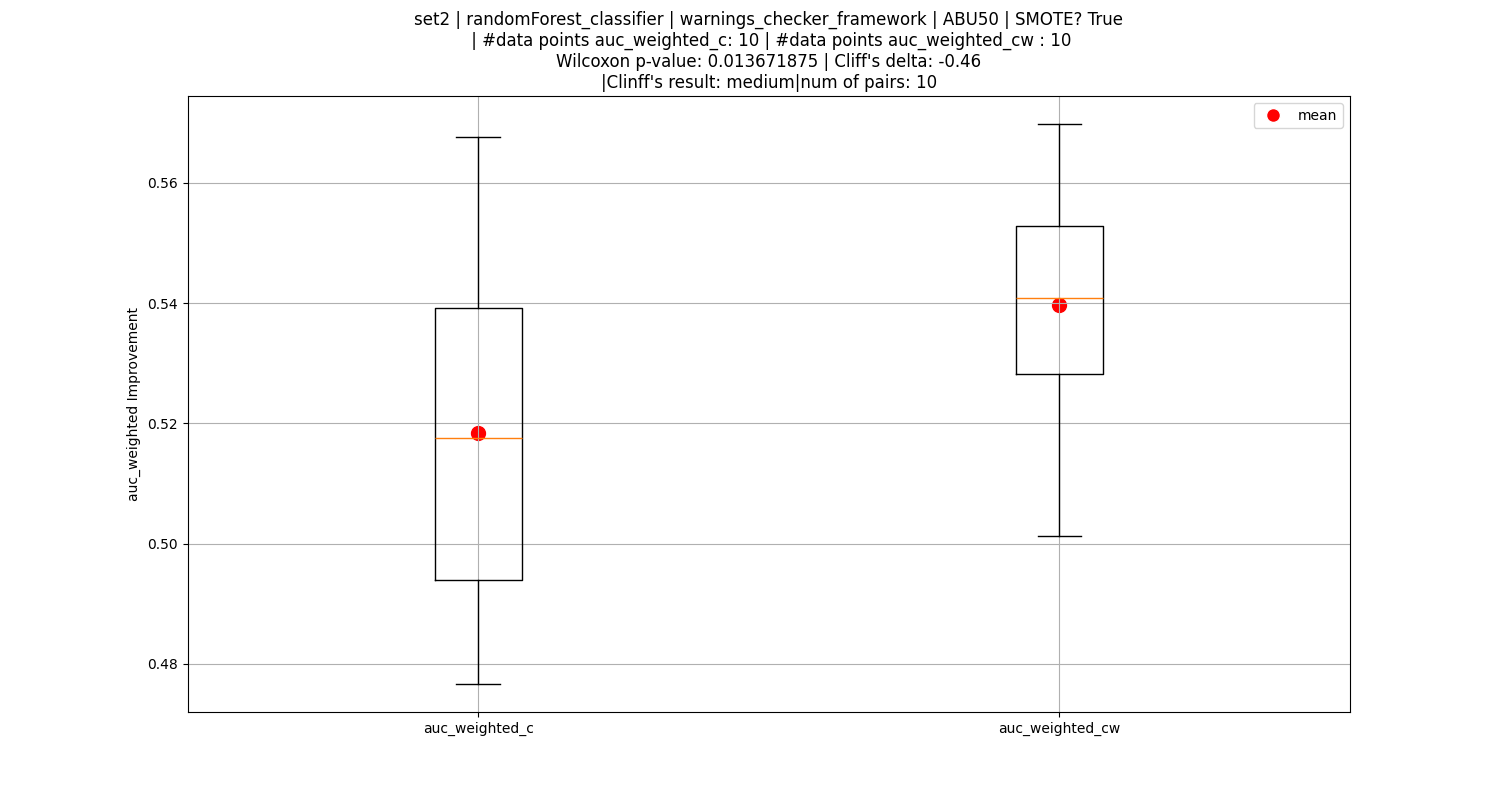 set2 | randomForest_classifier | warnings_checker_framework | ABU50 | SMOTE? True
| #data points auc_weighted_c: 10 | #data points auc_weighted_cw : 10
Wilcoxon p-value: 0.013671875 | Cliff's delta: -0.46
|Clinff's result: medium|num of pairs: 10
mean
auc_weighted Improvement
0.56
0.54
0.52
0.50
0.48
auc_weighted_c
auc_weighted_cw